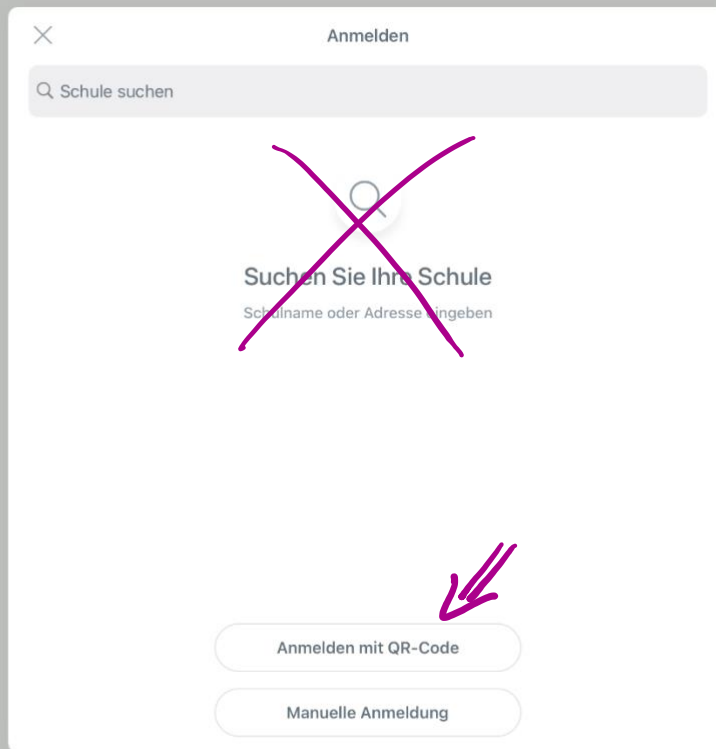 Anmelden
Schule suchen
Suchen Sie Ihre Schule
Schulname oder Adresse eingeben
Anmelden mit QR-Code
Manuelle Anmeldung